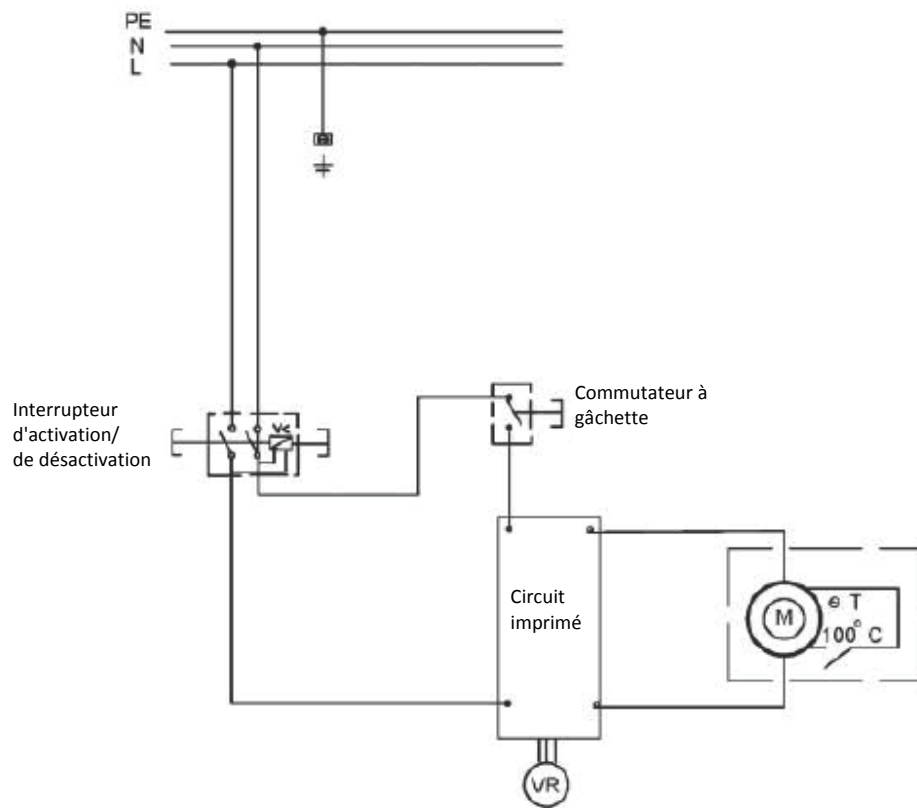 PE
N
L
Interrupteur
d'activation/
de désactivation
V<
Commutateur à
gâchette
Circuit
imprimé
M
T
100° C
VR